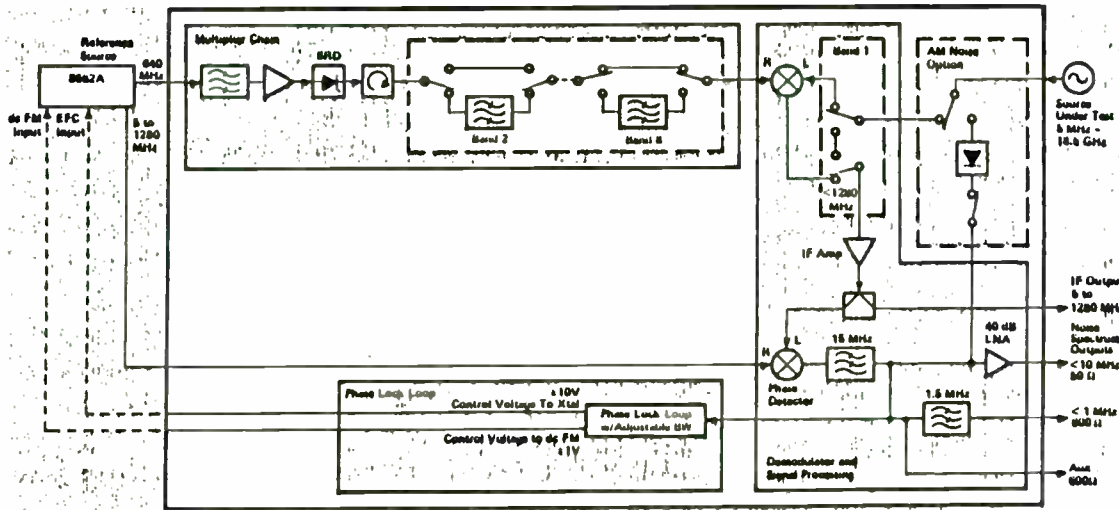 Reference
Source
8662A
640
MHz
dc FM
Input
EFC
Input
5 to
1280
MHz
Multiplier Chain
SRD
Band 2
Band 8
R
L
Band 1
<1280
MHz
AM Noise
Option
Source
Under Test
5 MHz -
18.6 GHz
IF Amp
IF Output
5 to
1280 MHz
L
R
Phase
Detector
15 MHz
40 dB
LNA
Noise
Spectrum
Outputs
<10 MHz
50 Ω
1.5 MHz
< 1 MHz
600 Ω
Aux
600Ω
Phase Lock Loop
±10V
Control Voltage To Xtal
Phase Lock Loop
w/Adjustable BW
Control Voltage to dc FM
±1V
Demodulator and
Signal Processing